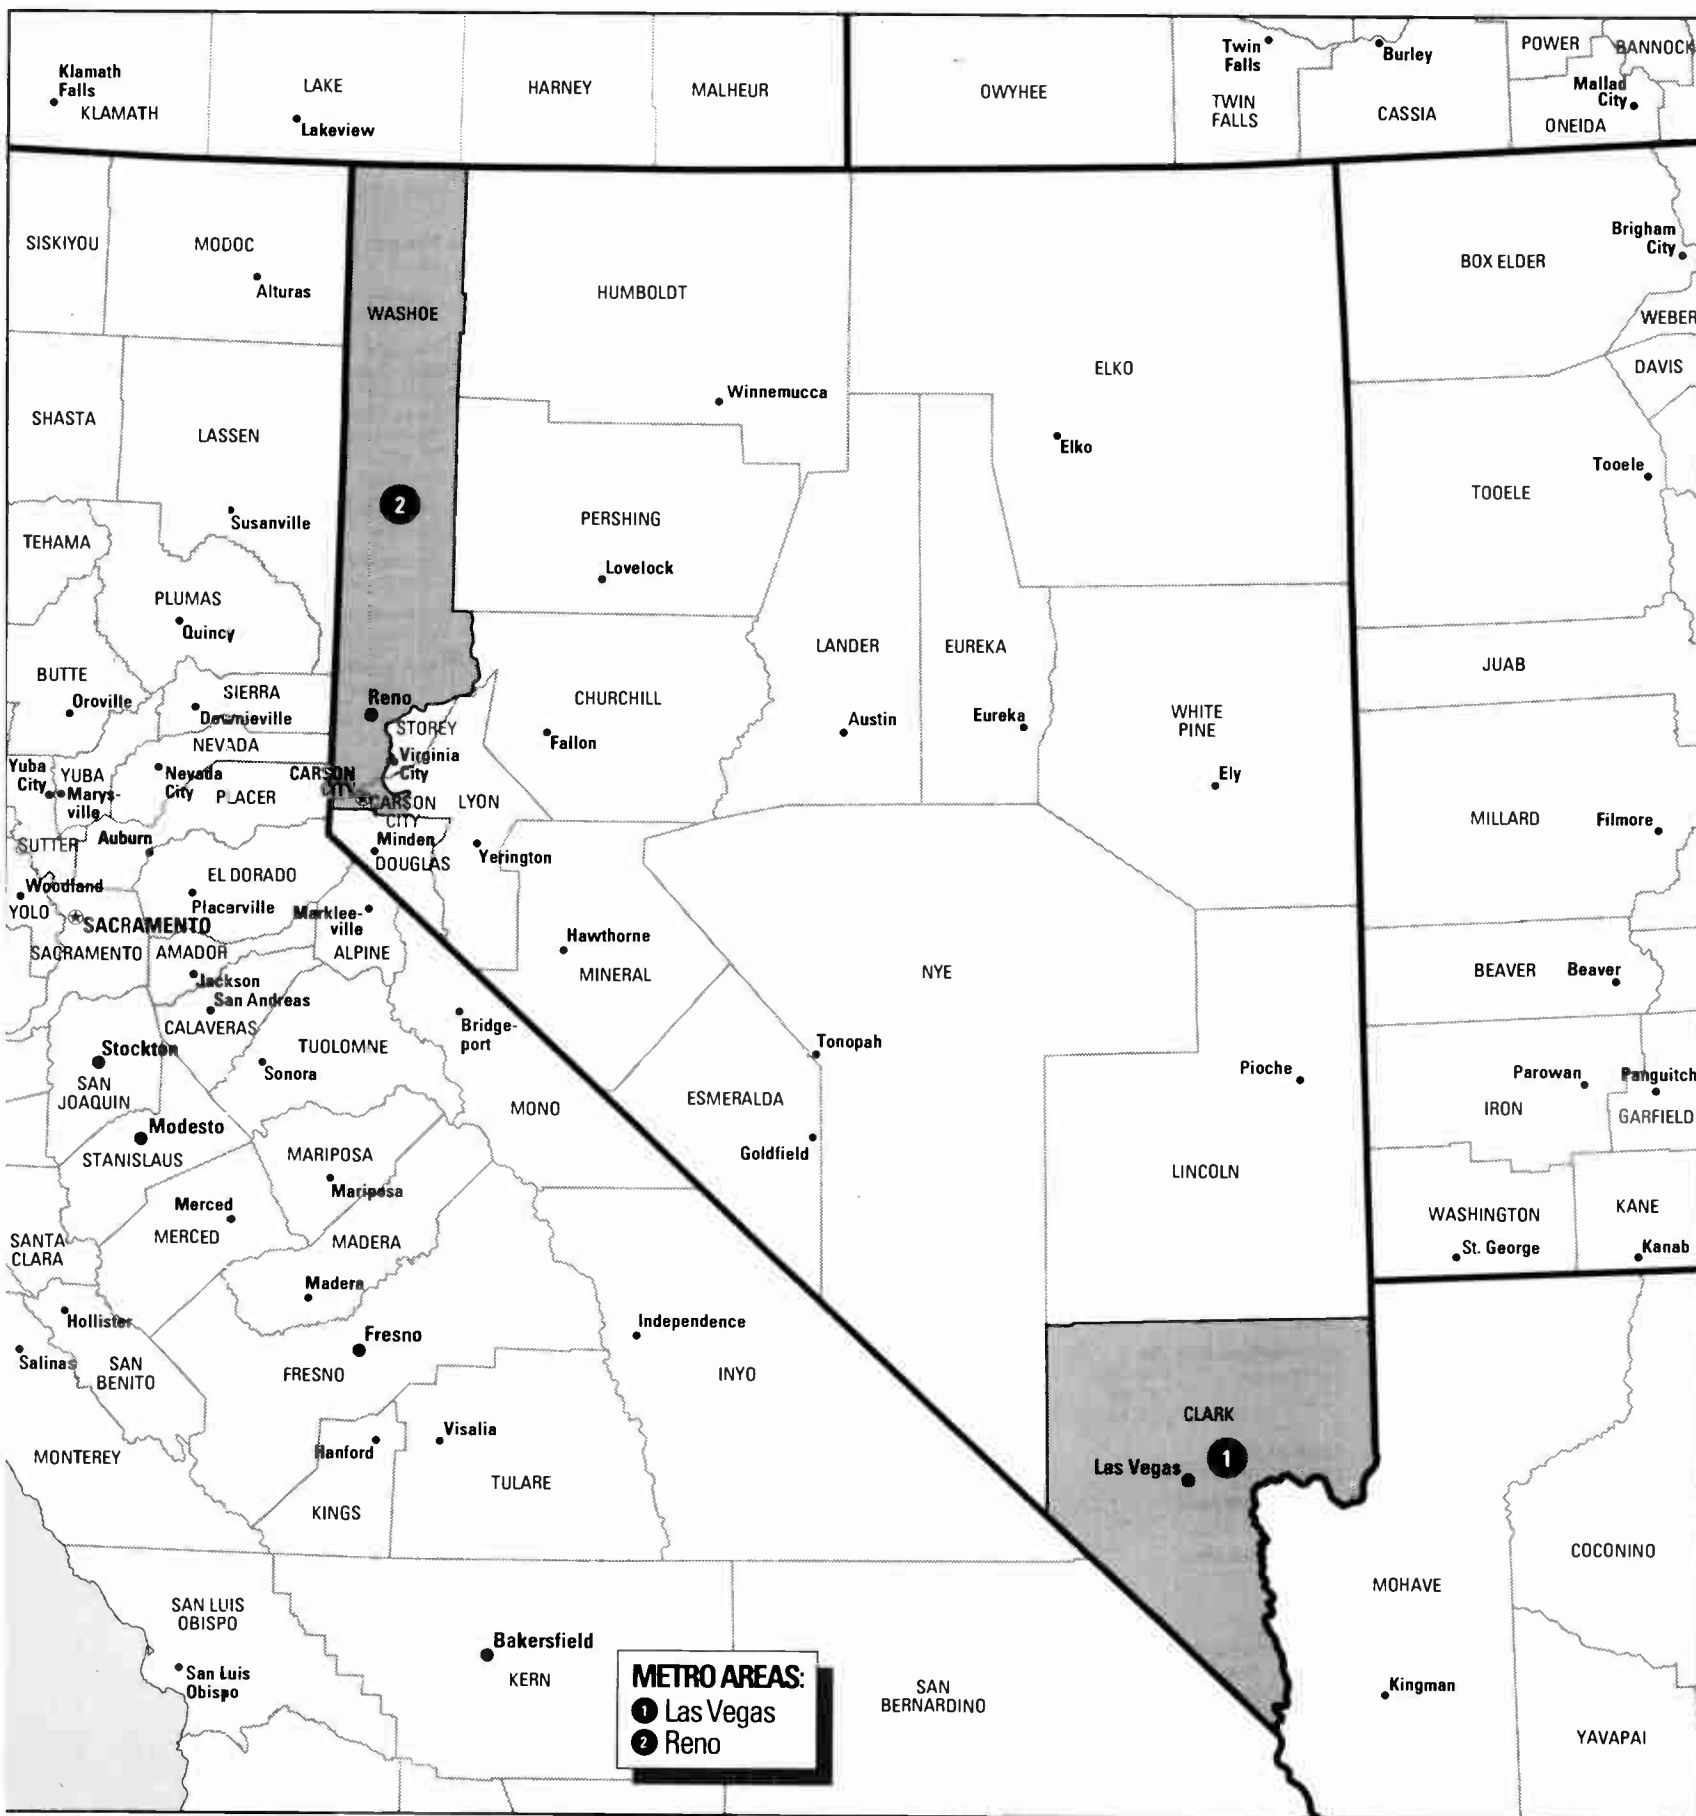 Klamath
Falls
KLAMATH
LAKE
Lakeview
HARNEY
MALHEUR
OWYHEE
Twin
Falls
TWIN
FALLS
Burley
CASSIA
POWER
BANNOCK
Mallad
City
ONEIDA
SISKIYOU
MODOC
Alturas
WASHOE
HUMBOLDT
Winnemucca
ELKO
Elko
BOX ELDER
Brigham
City
WEBER
DAVIS
SHASTA
LASSEN
Susanville
2
PERSHING
Lovelock
TOOELE
Tooele
TEHAMA
PLUMAS
Quincy
LANDER
Austin
EUREKA
Eureka
WHITE
PINE
Ely
JUAB
BUTTE
Oroville
SIERRA
Downieville
Reno
STOREY
Virginia
City
CHURCHILL
Fallon
NEVADA
Nevada
City
Yuba
City
YUBA
Marys-
ville
PLACER
CARSON
CARSON
CITY
LYON
Yerington
MILLARD
Filmore
SUTTER
Auburn
Minden
DOUGLAS
Woodland
YOLO
EL DORADO
Placerville
SACRAMENTO
SACRAMENTO
AMADOR
Jackson
Marklee-
ville
ALPINE
Hawthorne
MINERAL
NYE
BEAVER
Beaver
San Andreas
CALAVERAS
Bridge-
port
Stockton
SAN
JOAQUIN
TUOLOMNE
Sonora
Tonopah
Pioche
Parowan
IRON
Panguitch
GARFIELD
MONO
ESMERALDA
Goldfield
LINCOLN
Modesto
STANISLAUS
MARIPOSA
Mariposa
Merced
MERCED
MADERA
Madera
SANTA
CLARA
WASHINGTON
St. George
KANE
Kanab
Hollister
Salinas
SAN
BENITO
Fresno
FRESNO
Independence
INYO
CLARK
1
Las Vegas
MONTEREY
Hanford
KINGS
Visalia
TULARE
COCONINO
MOHAVE
SAN LUIS
OBISPO
San Luis
Obispo
Bakersfield
KERN
SAN
BERNARDINO
Kingman
YAVAPAI
METRO AREAS:
1 Las Vegas
2 Reno